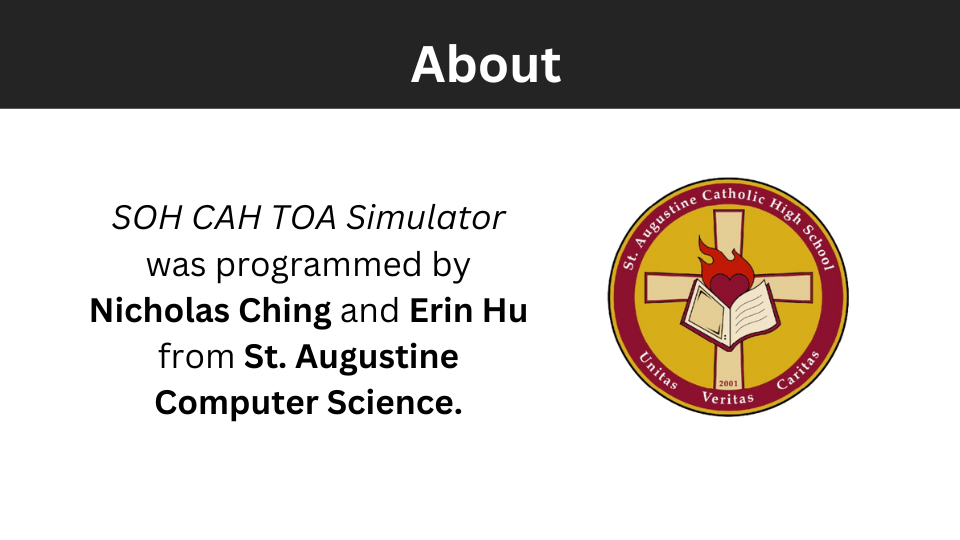 About
SOH CAH TOA Simulator
was programmed by
Nicholas Ching and Erin Hu
from St. Augustine
Computer Science.
St. Augustine Catholic High School
2001
Unitas Veritas Caritas